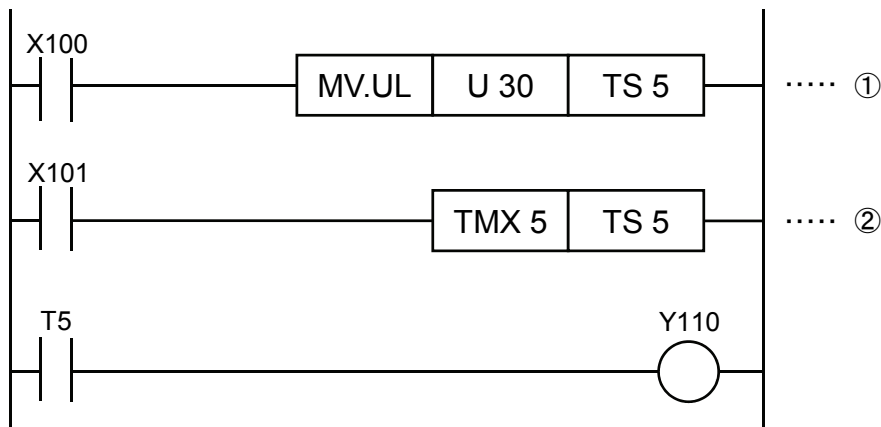 X100
MV.UL U 30 TS 5 ····· ①
X101
TMX 5 TS 5 ····· ②
T5 Y110